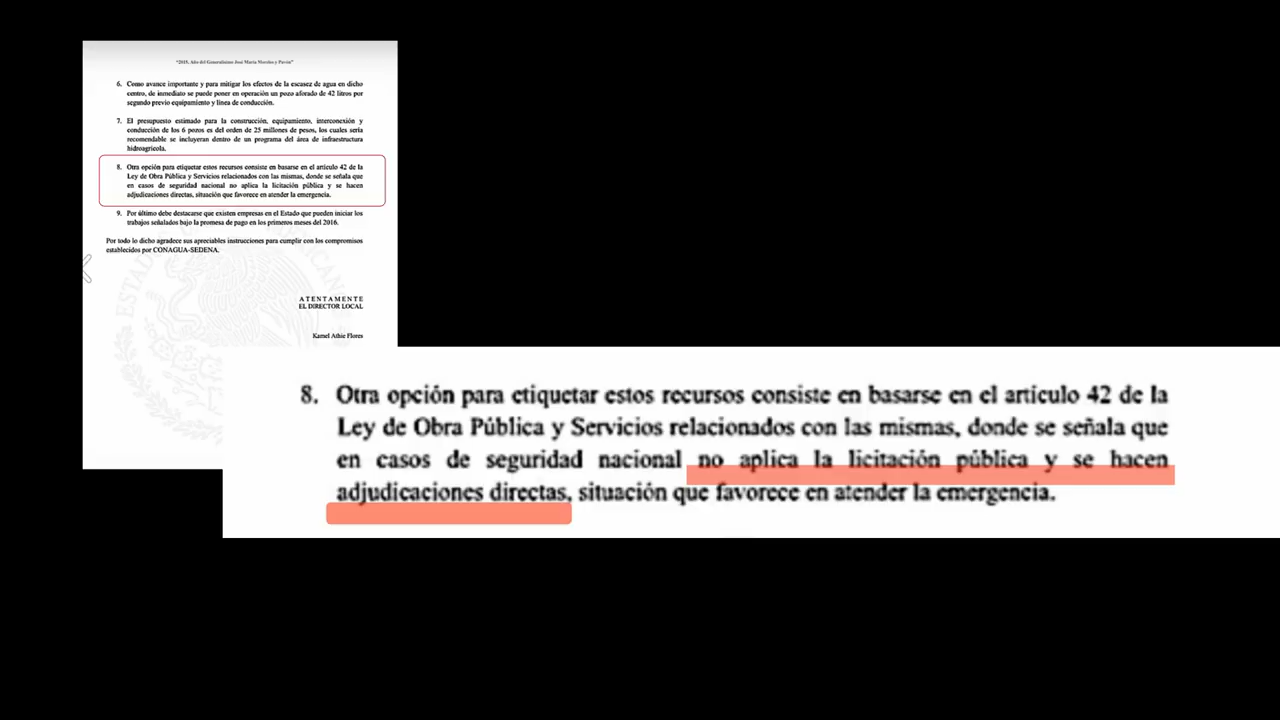 "2015, Año del Generalísimo José María Morelos y Pavón"
6. Como avance importante y para mitigar los efectos de la escasez de agua en dicho
centro, de inmediato se puede poner en operación un pozo aforado de 42 litros por
segundo previo equipamiento y línea de conducción.
7. El presupuesto estimado para la construcción, equipamiento, interconexión y
conducción de los 6 pozos es del orden de 25 millones de pesos, los cuales sería
recomendable se incluyeran dentro de un programa del área de infraestructura
hidroagrícola.
8. Otra opción para etiquetar estos recursos consiste en basarse en el artículo 42 de la
Ley de Obra Pública y Servicios relacionados con las mismas, donde se señala que
en casos de seguridad nacional no aplica la licitación pública y se hacen
adjudicaciones directas, situación que favorece en atender la emergencia.
9. Por último debe destacarse que existen empresas en el Estado que pueden iniciar los
trabajos señalados bajo la promesa de pago en los primeros meses del 2016.
Por todo lo dicho agradece sus apreciables instrucciones para cumplir con los compromisos
establecidos por CONAGUA-SEDENA.
ATENTAMENTE
EL DIRECTOR LOCAL
Kamel Athie Flores
8. Otra opción para etiquetar estos recursos consiste en basarse en el artículo 42 de la
Ley de Obra Pública y Servicios relacionados con las mismas, donde se señala que
en casos de seguridad nacional no aplica la licitación pública y se hacen
adjudicaciones directas, situación que favorece en atender la emergencia.